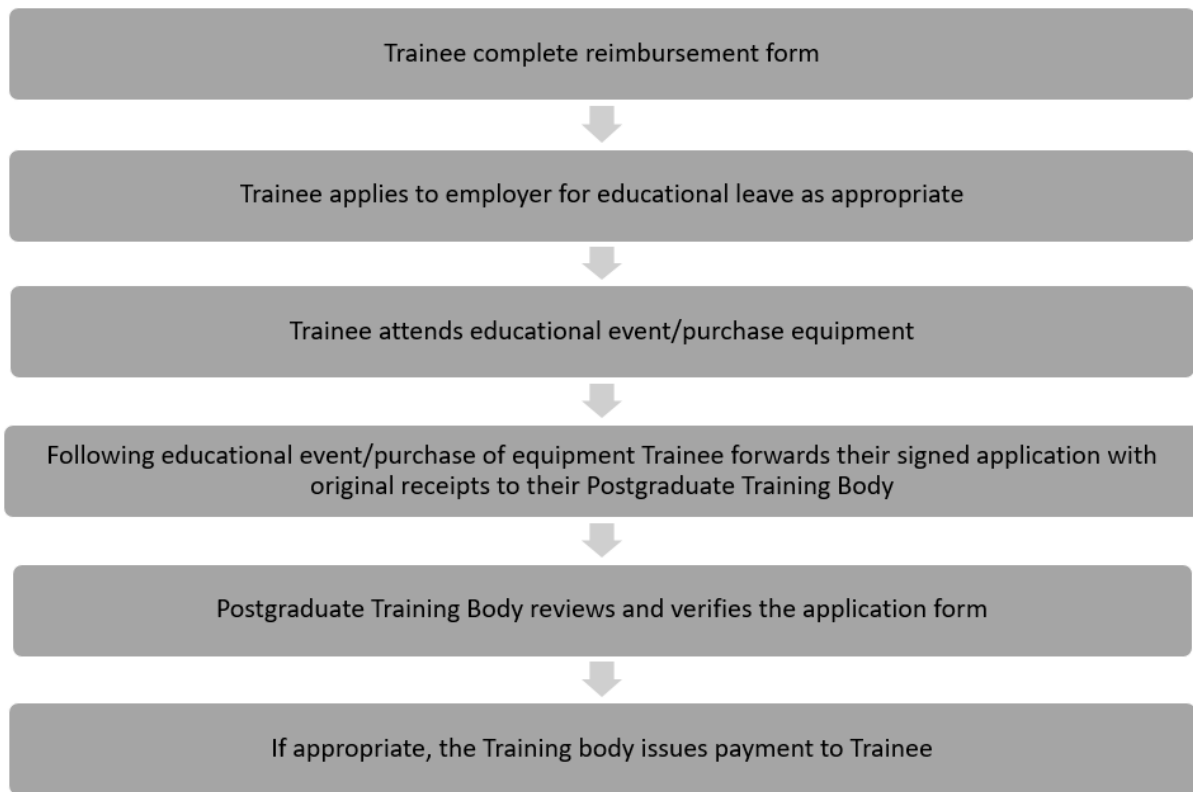 Trainee complete reimbursement form
Trainee applies to employer for educational leave as appropriate
Trainee attends educational event/purchase equipment
Following educational event/purchase of equipment Trainee forwards their signed application with
original receipts to their Postgraduate Training Body
Postgraduate Training Body reviews and verifies the application form
If appropriate, the Training body issues payment to Trainee